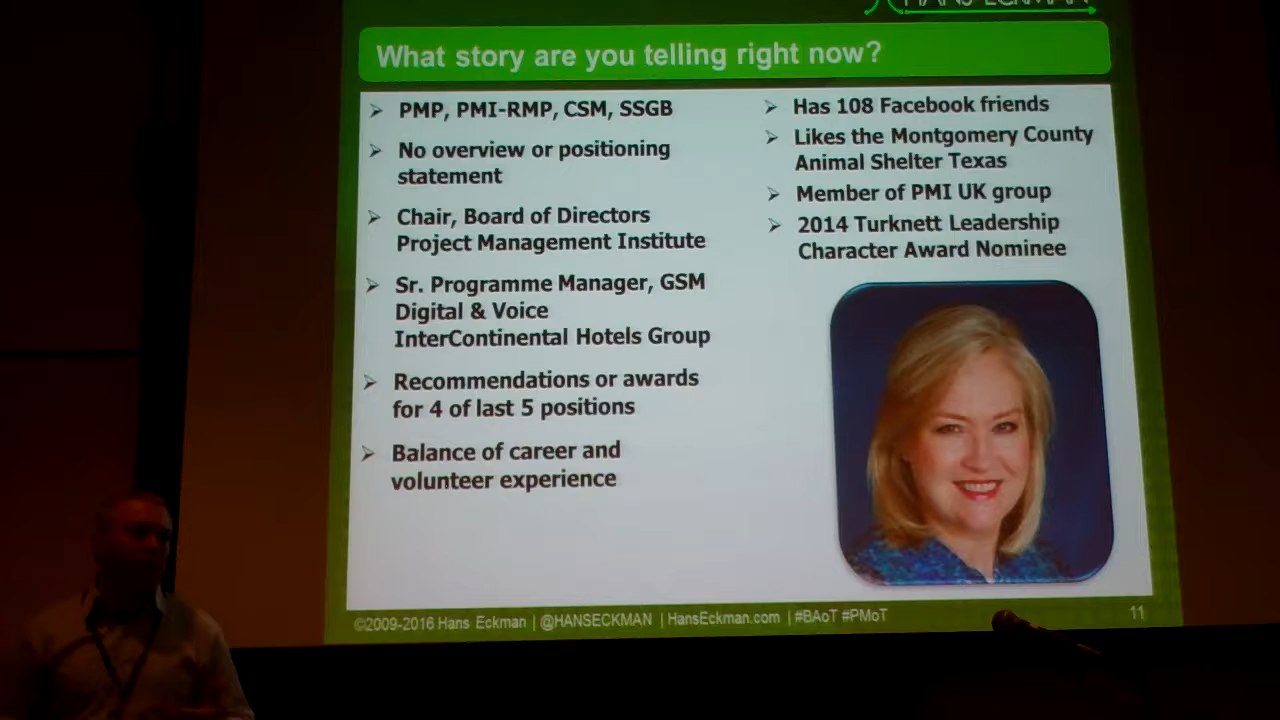 HANS ECKMAN
What story are you telling right now?
PMP, PMI-RMP, CSM, SSGB
No overview or positioning
statement
Chair, Board of Directors
Project Management Institute
Sr. Programme Manager, GSM
Digital & Voice
InterContinental Hotels Group
Recommendations or awards
for 4 of last 5 positions
Balance of career and
volunteer experience
Has 108 Facebook friends
Likes the Montgomery County
Animal Shelter Texas
Member of PMI UK group
2014 Turknett Leadership
Character Award Nominee
©2009-2016 Hans Eckman | @HANSECKMAN | HansEckman.com | #BAoT #PMoT
11